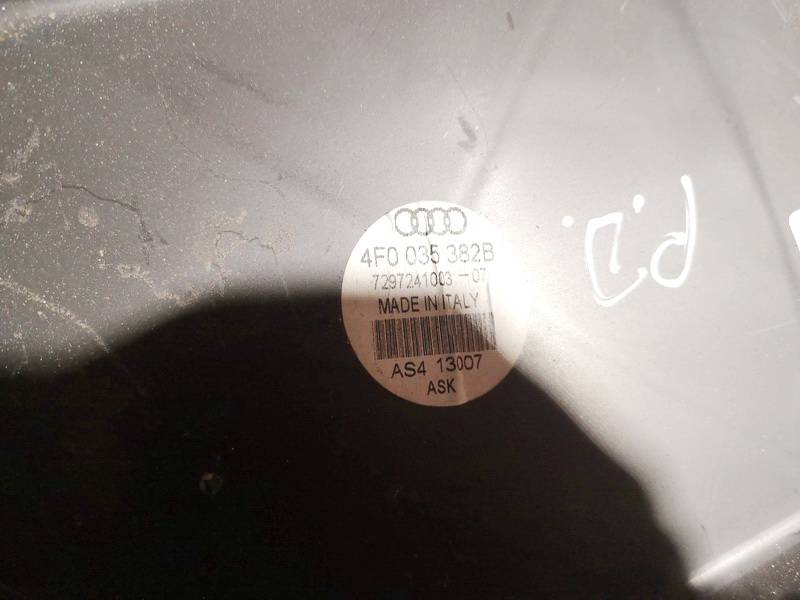 4F0 035 382B
7297241003-07
MADE IN ITALY
AS4 13007
ASK